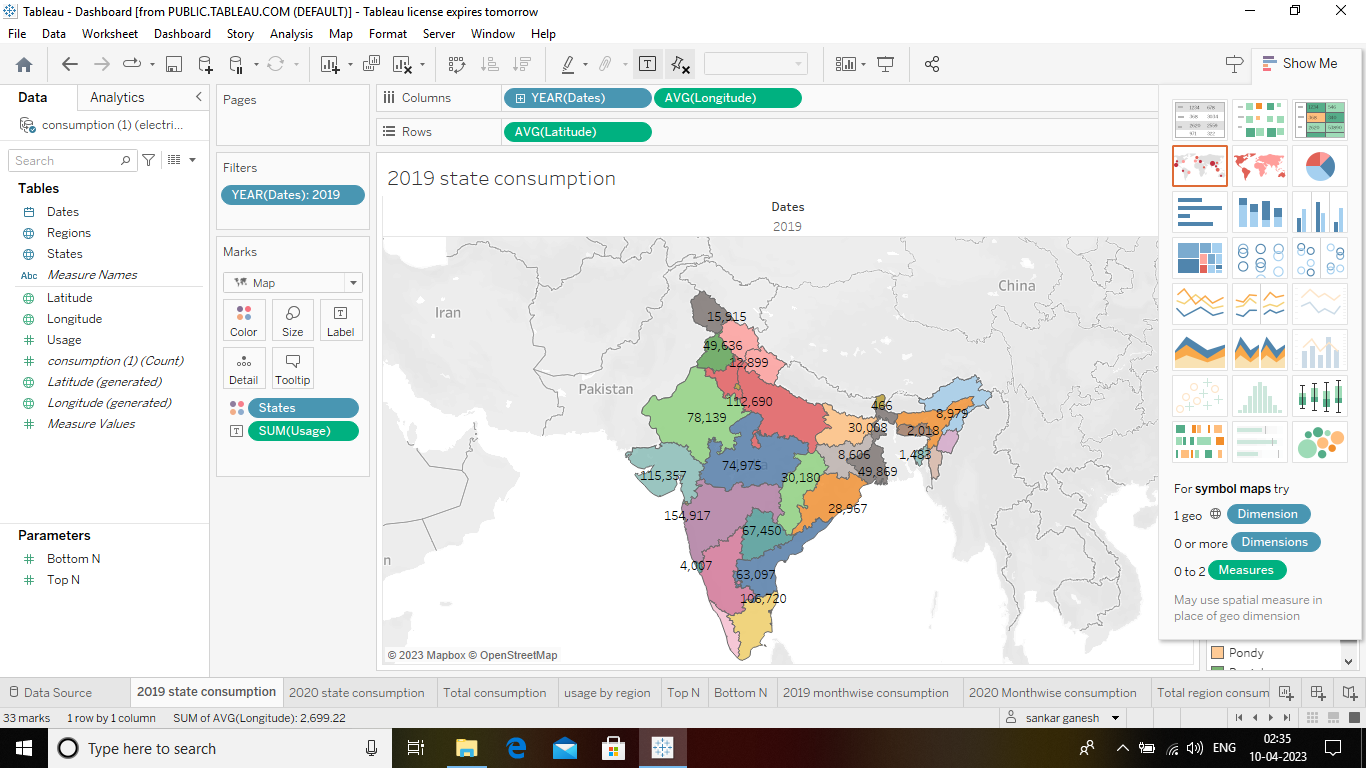 Tableau - Dashboard [from PUBLIC.TABLEAU.COM (DEFAULT)] - Tableau license expires tomorrow
File Data Worksheet Dashboard Story Analysis Map Format Server Window Help
Show Me
Data Analytics
consumption (1) (electri...
Search
Tables
Dates
Regions
States
Abc Measure Names
Latitude
Longitude
Usage
consumption (1) (Count)
Latitude (generated)
Longitude (generated)
Measure Values
Parameters
Bottom N
Top N
Pages
Filters
YEAR(Dates): 2019
Marks
Map
Color Size Label
Detail Tooltip
States
SUM(Usage)
Columns YEAR(Dates) AVG(Longitude)
Rows AVG(Latitude)
2019 state consumption
Dates
2019
China
Iran
Pakistan
n
15,915
49,636
12,899
112,690
466
78,139
8,979
30,003
2,018
8,606
1,483
74,975
49,869
115,357
30,180
28,967
154,917
67,450
4,007
63,097
106,720
© 2023 Mapbox © OpenStreetMap
For symbol maps try
1 geo Dimension
0 or more Dimensions
0 to 2 Measures
May use spatial measure in
place of geo dimension
Pondy
Data Source 2019 state consumption 2020 state consumption Total consumption usage by region Top N Bottom N 2019 monthwise consumption 2020 Monthwise consumption Total region consum
33 marks 1 row by 1 column SUM of AVG(Longitude): 2,699.22 sankar ganesh
Type here to search
ENG
02:35
10-04-2023